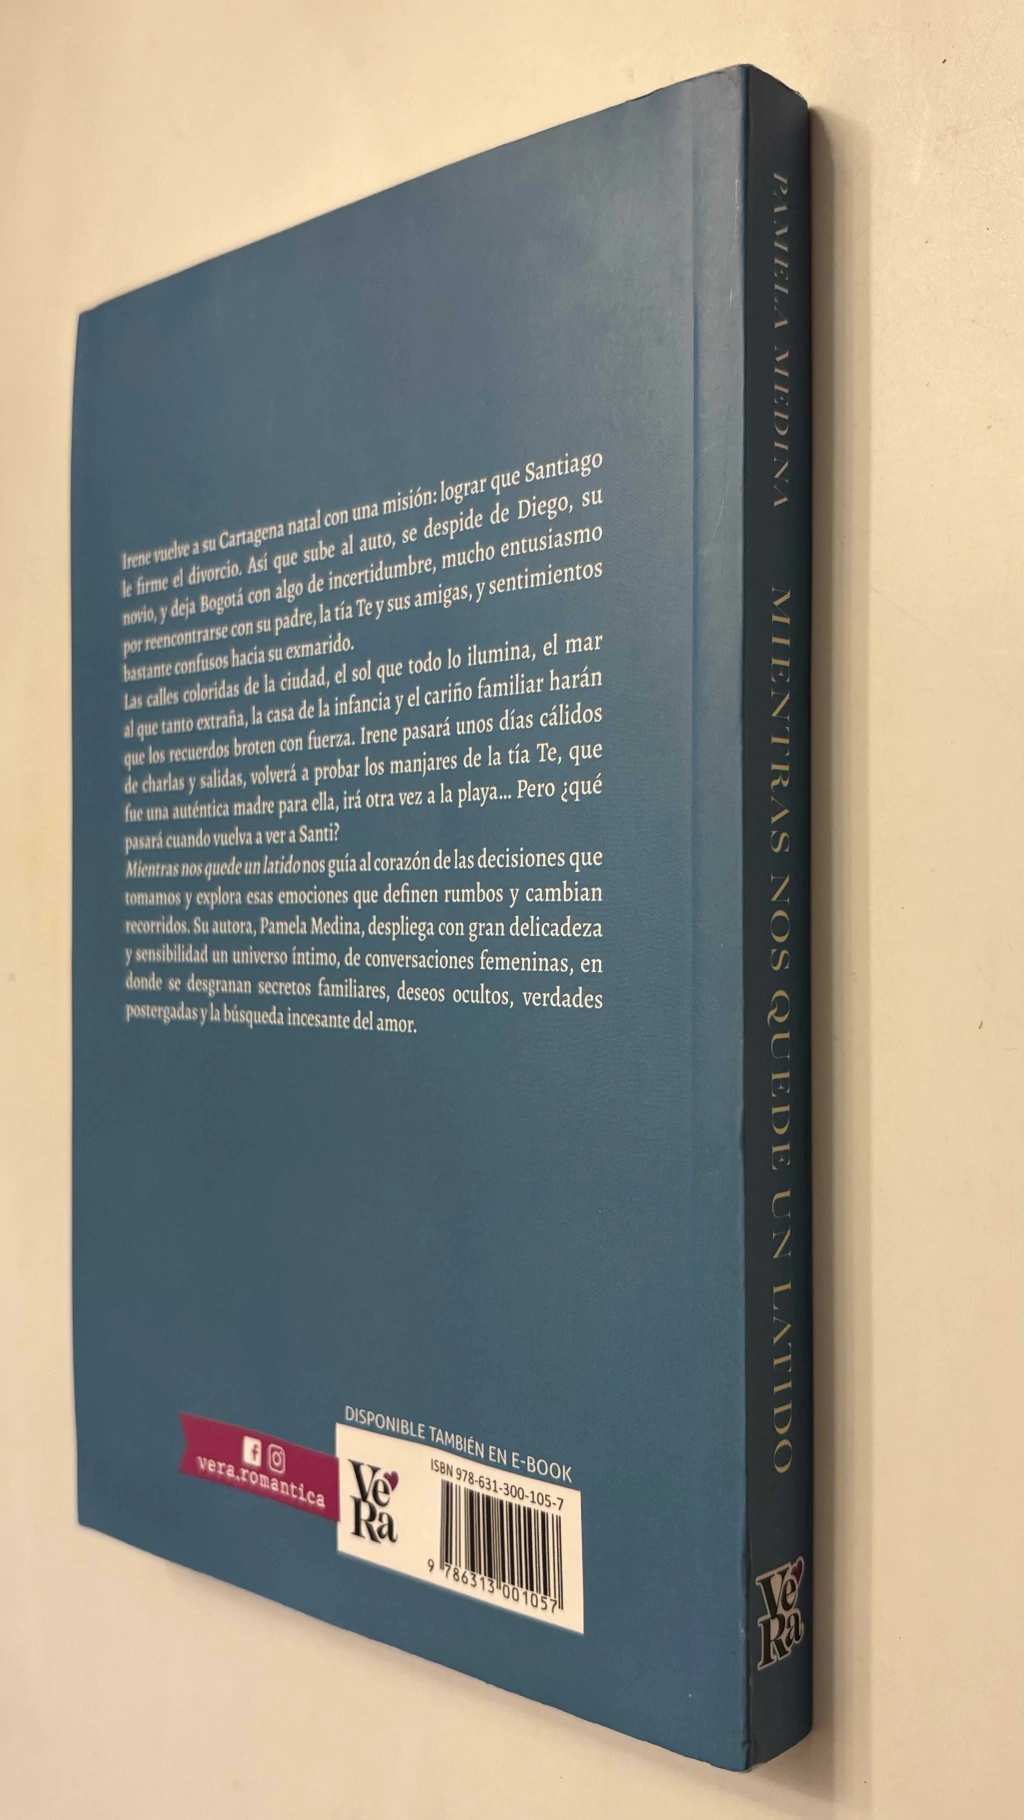 Irene vuelve a su Cartagena natal con una misión: lograr que Santiago
le firme el divorcio. Así que sube al auto, se despide de Diego, su
novio, y deja Bogotá con algo de incertidumbre, mucho entusiasmo
por reencontrarse con su padre, la tía Te y sus amigas, y sentimientos
bastante confusos hacia su exmarido.
Las calles coloridas de la ciudad, el sol que todo lo ilumina, el mar
al que tanto extraña, la casa de la infancia y el cariño familiar harán
que los recuerdos broten con fuerza. Irene pasará unos días cálidos
de charlas y salidas, volverá a probar los manjares de la tía Te, que
fue una auténtica madre para ella, irá otra vez a la playa... Pero ¿qué
pasará cuando vuelva a ver a Santi?
Mientras nos quede un latido nos guía al corazón de las decisiones que
tomamos y explora esas emociones que definen rumbos y cambian
recorridos. Su autora, Pamela Medina, despliega con gran delicadeza
y sensibilidad un universo íntimo, de conversaciones femeninas, en
donde se desgranan secretos familiares, deseos ocultos, verdades
postergadas y la búsqueda incesante del amor.
vera.romantica
DISPONIBLE TAMBIÉN EN E-BOOK
VeRa
ISBN 978-631-300-105-7
9 786313 001057
PAMELA MEDINA MIENTRAS NOS QUEDE UN LATIDO
VeRa